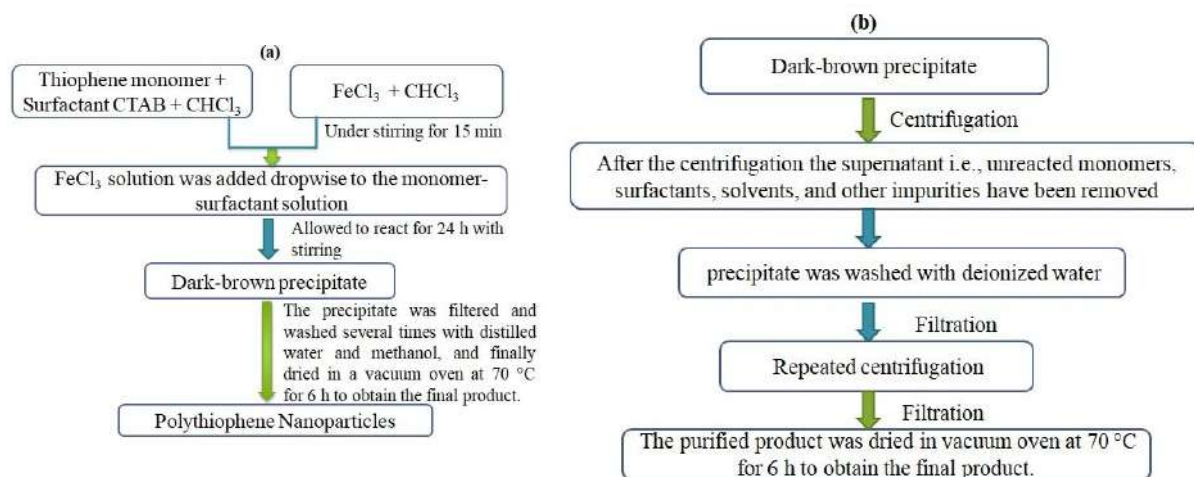 (a)
Thiophene monomer +
Surfactant CTAB + CHCl₃
FeCl₃ + CHCl₃
Under stirring for 15 min
FeCl₃ solution was added dropwise to the monomer-
surfactant solution
Allowed to react for 24 h with
stirring
Dark-brown precipitate
The precipitate was filtered and
washed several times with distilled
water and methanol, and finally
dried in a vacuum oven at 70 °C
for 6 h to obtain the final product.
Polythiophene Nanoparticles
(b)
Dark-brown precipitate
Centrifugation
After the centrifugation the supernatant i.e., unreacted monomers,
surfactants, solvents, and other impurities have been removed
precipitate was washed with deionized water
Filtration
Repeated centrifugation
Filtration
The purified product was dried in vacuum oven at 70 °C
for 6 h to obtain the final product.